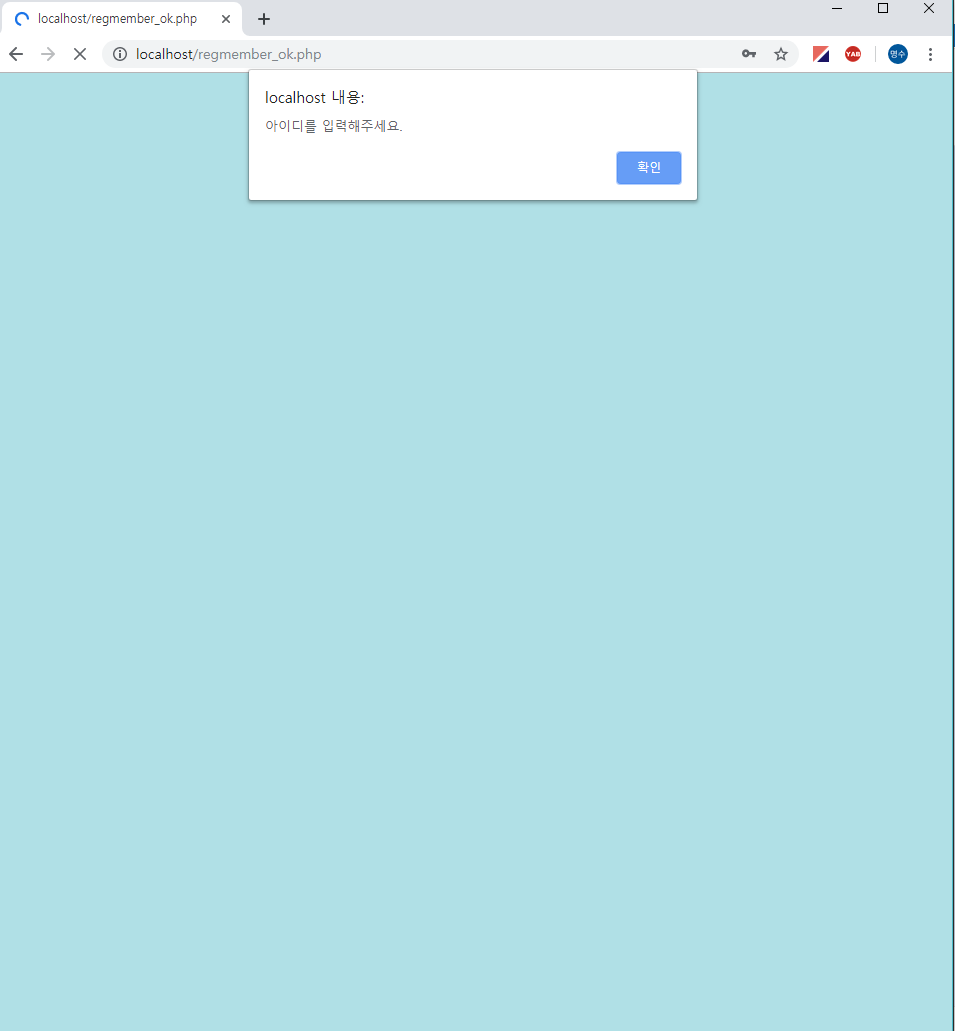 localhost/regmember_ok.php
localhost/regmember_ok.php
YAB
명수
localhost 내용:
아이디를 입력해주세요.
확인